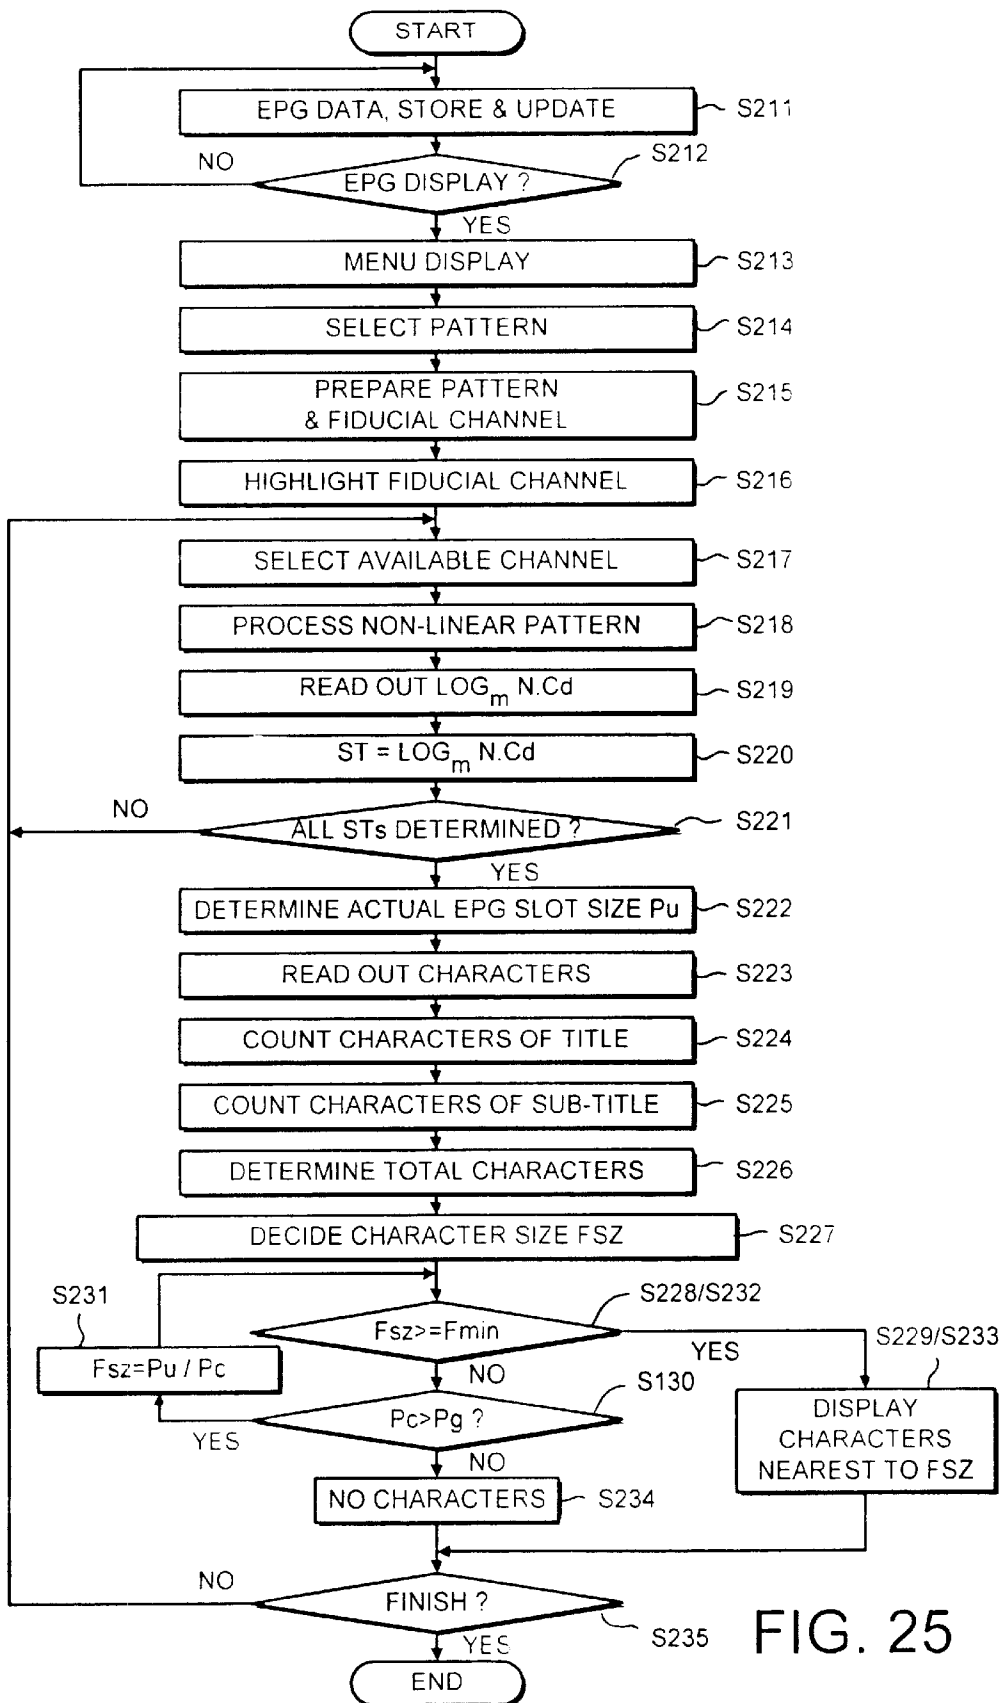 START
EPG DATA, STORE & UPDATE
S211
S212
NO
EPG DISPLAY ?
YES
MENU DISPLAY
S213
SELECT PATTERN
S214
PREPARE PATTERN
& FIDUCIAL CHANNEL
S215
HIGHLIGHT FIDUCIAL CHANNEL
S216
SELECT AVAILABLE CHANNEL
S217
PROCESS NON-LINEAR PATTERN
S218
READ OUT LOGm N.Cd
S219
ST = LOGm N.Cd
S220
NO
ALL STs DETERMINED ?
S221
YES
DETERMINE ACTUAL EPG SLOT SIZE Pu
S222
READ OUT CHARACTERS
S223
COUNT CHARACTERS OF TITLE
S224
COUNT CHARACTERS OF SUB-TITLE
S225
DETERMINE TOTAL CHARACTERS
S226
DECIDE CHARACTER SIZE FSZ
S227
S231
S228/S232
Fsz>=Fmin
YES
S229/S233
Fsz=Pu / Pc
NO
S130
Pc>Pg ?
YES
DISPLAY
CHARACTERS
NEAREST TO FSZ
NO
NO CHARACTERS
S234
NO
FINISH ?
S235
YES
END
FIG. 25